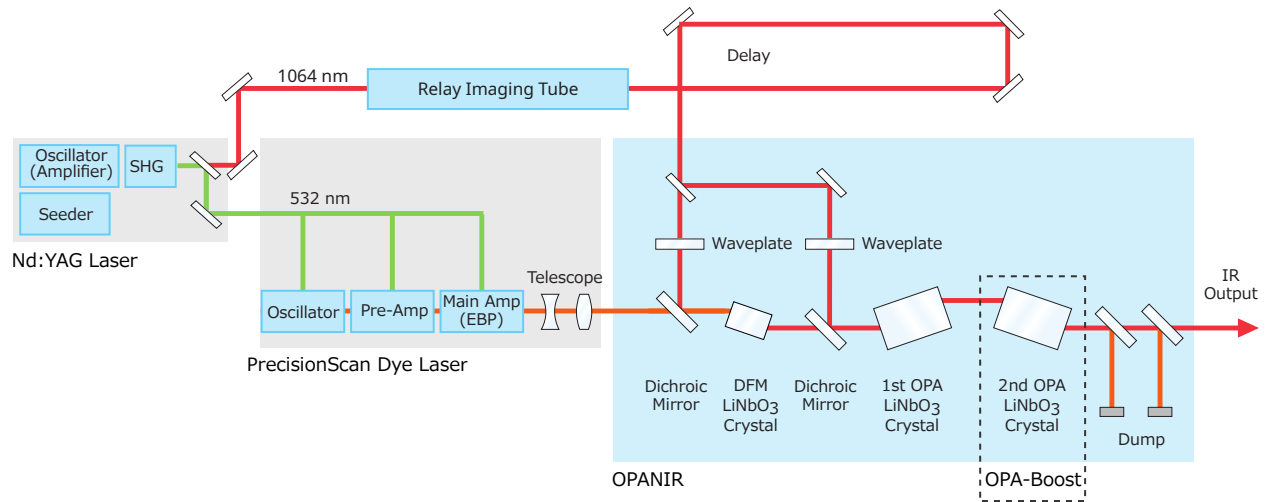 Delay
1064 nm
Relay Imaging Tube
Oscillator
(Amplifier)
SHG
Seeder
532 nm
Nd:YAG Laser
Waveplate
Waveplate
Telescope
IR
Output
Oscillator
Pre-Amp
Main Amp
(EBP)
PrecisionScan Dye Laser
Dichroic
Mirror
DFM
LiNbO3
Crystal
Dichroic
Mirror
1st OPA
LiNbO3
Crystal
2nd OPA
LiNbO3
Crystal
Dump
OPANIR
OPA-Boost